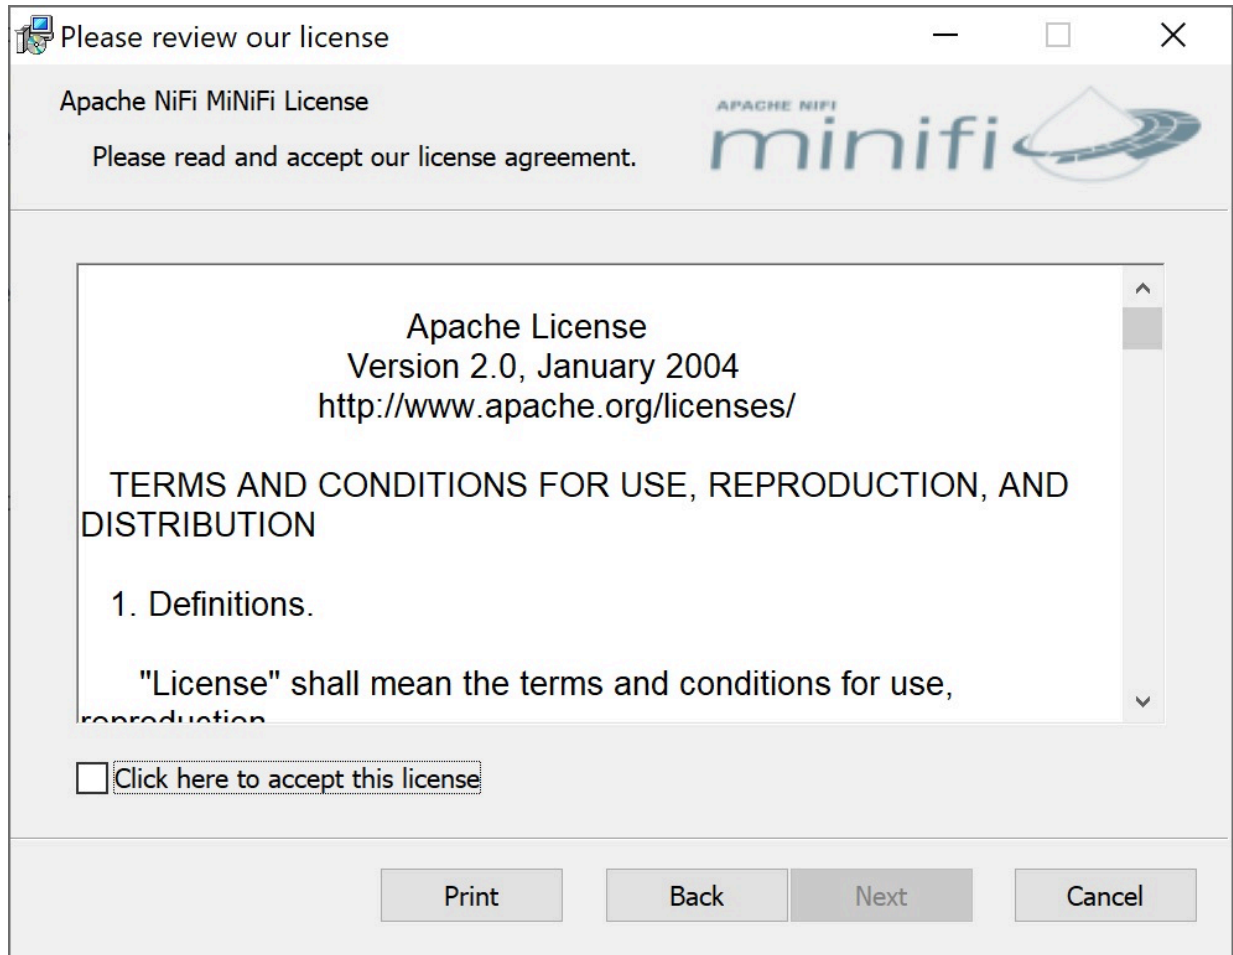 Please review our license
Apache NiFi MiNiFi License
Please read and accept our license agreement.
APACHE NIFI
minifi
Apache License
Version 2.0, January 2004
http://www.apache.org/licenses/
TERMS AND CONDITIONS FOR USE, REPRODUCTION, AND
DISTRIBUTION
1. Definitions.
"License" shall mean the terms and conditions for use,
reproduction
Click here to accept this license
Print
Back
Next
Cancel